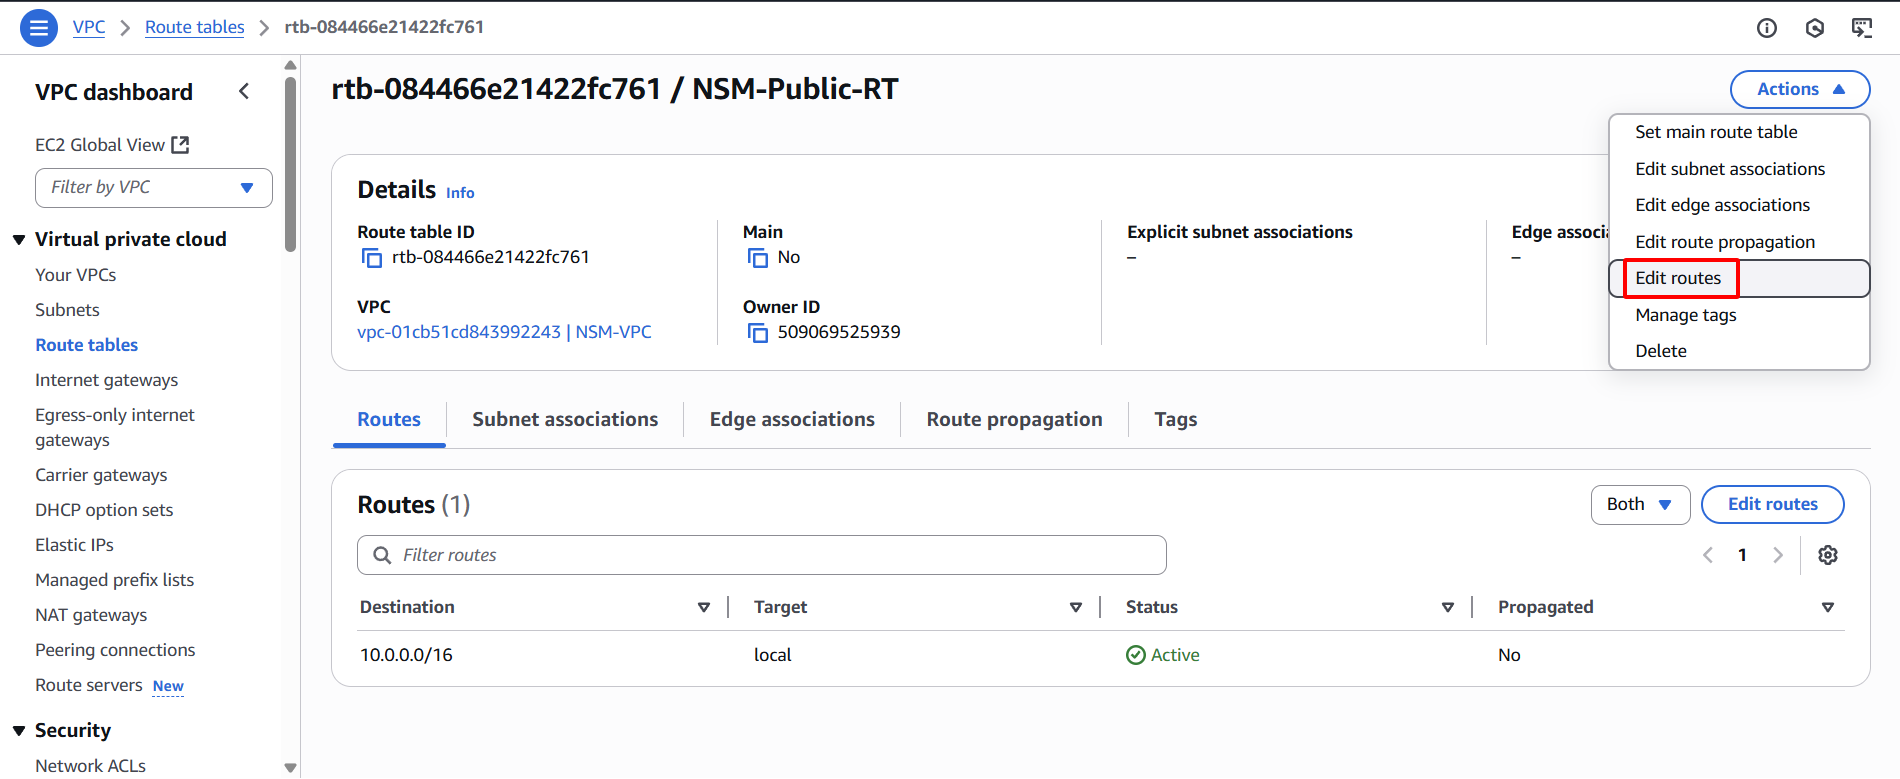 VPC > Route tables > rtb-084466e21422fc761
VPC dashboard
EC2 Global View
Filter by VPC
Virtual private cloud
Your VPCs
Subnets
Route tables
Internet gateways
Egress-only internet
gateways
Carrier gateways
DHCP option sets
Elastic IPs
Managed prefix lists
NAT gateways
Peering connections
Route servers New
Security
Network ACLs
rtb-084466e21422fc761 / NSM-Public-RT
Actions
Set main route table
Edit subnet associations
Edit edge associations
Edit route propagation
Edit routes
Manage tags
Delete
Details Info
Route table ID
rtb-084466e21422fc761
Main
No
Explicit subnet associations
–
Edge associ
–
VPC
vpc-01cb51cd843992243 | NSM-VPC
Owner ID
509069525939
Routes Subnet associations Edge associations Route propagation Tags
Routes (1)
Both Edit routes
Filter routes
1
Destination Target Status Propagated
10.0.0.0/16 local Active No